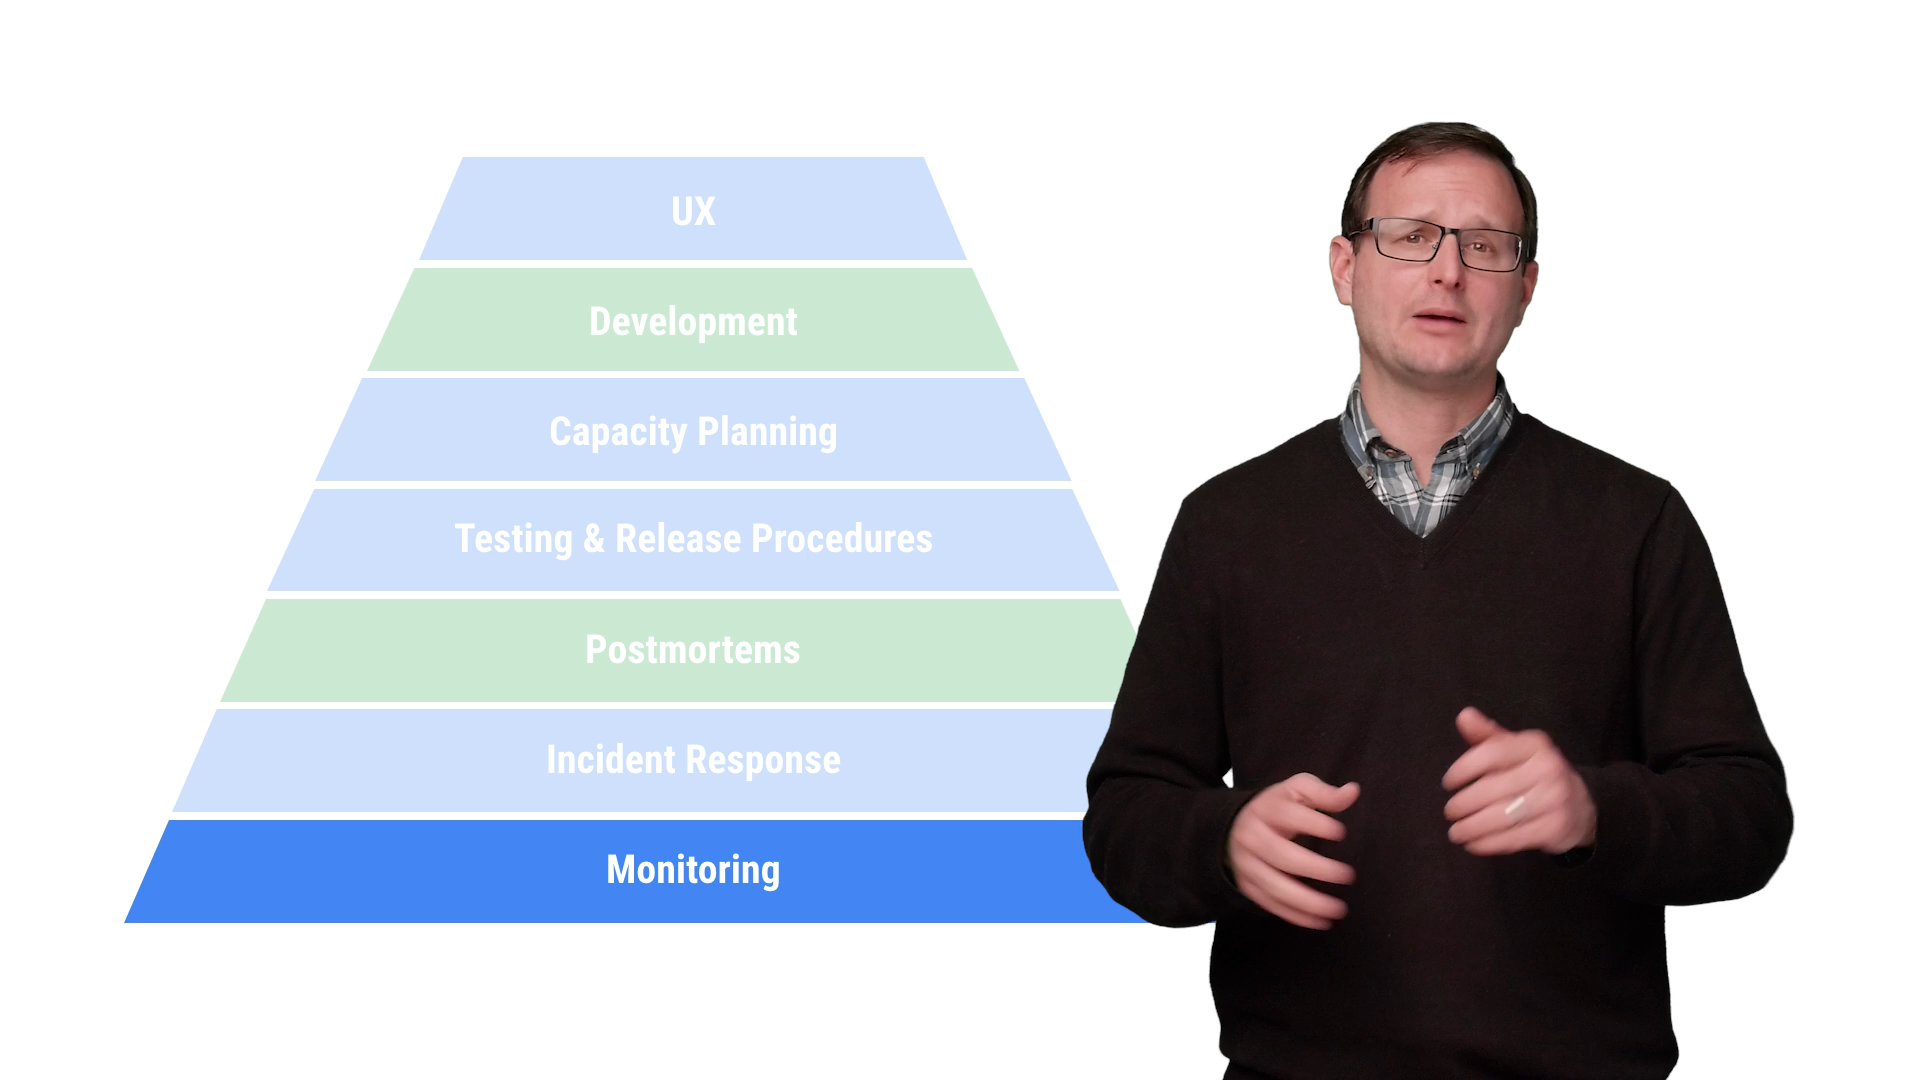 UX
Development
Capacity Planning
Testing & Release Procedures
Postmortems
Incident Response
Monitoring